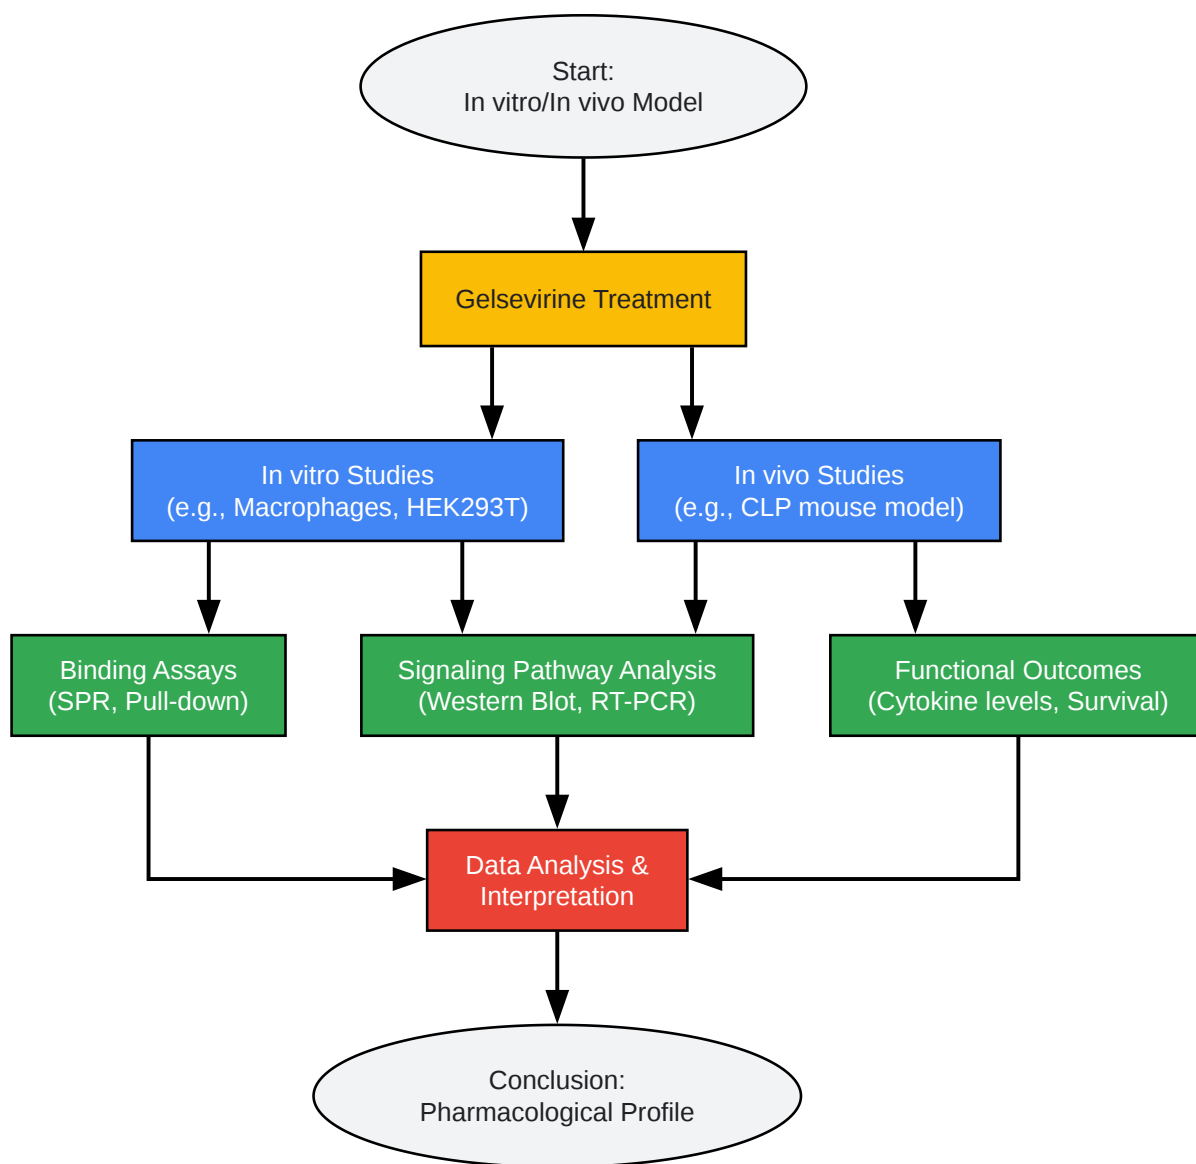 Start:
In vitro/In vivo Model
Gelsevirine Treatment
In vitro Studies
(e.g., Macrophages, HEK293T)
In vivo Studies
(e.g., CLP mouse model)
Binding Assays
(SPR, Pull-down)
Signaling Pathway Analysis
(Western Blot, RT-PCR)
Functional Outcomes
(Cytokine levels, Survival)
Data Analysis &
Interpretation
Conclusion:
Pharmacological Profile